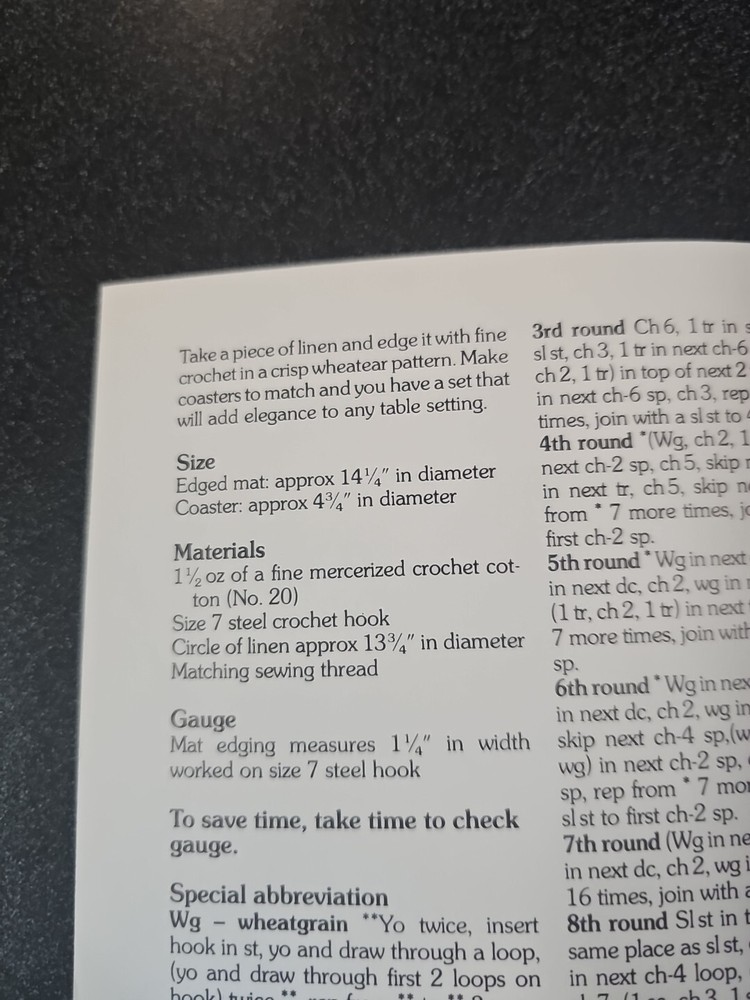 Take a piece of linen and edge it with fine
crochet in a crisp wheatear pattern. Make
coasters to match and you have a set that
will add elegance to any table setting.
Size
Edged mat: approx 14¼″ in diameter
Coaster: approx 4¾″ in diameter
Materials
1½ oz of a fine mercerized crochet cot-
ton (No. 20)
Size 7 steel crochet hook
Circle of linen approx 13¾″ in diameter
Matching sewing thread
Gauge
Mat edging measures 1¼″ in width
worked on size 7 steel hook
To save time, take time to check
gauge.
Special abbreviation
Wg – wheatgrain **Yo twice, insert
hook in st, yo and draw through a loop,
(yo and draw through first 2 loops on
hook) twice
3rd round Ch 6, 1 tr in
sl st, ch 3, 1 tr in next ch-6
ch 2, 1 tr) in top of next 2
in next ch-6 sp, ch 3, rep
times, join with a sl st to
4th round *(Wg, ch 2, 1
next ch-2 sp, ch 5, skip
in next tr, ch 5, skip
from * 7 more times,
first ch-2 sp.
5th round *Wg in next
in next dc, ch 2, wg in
(1 tr, ch 2, 1 tr) in next
7 more times, join with
sp.
6th round *Wg in
in next dc, ch 2, wg in
skip next ch-4 sp,
wg) in next ch-2 sp,
sp, rep from * 7
sl st to first ch-2 sp.
7th round (Wg in
in next dc, ch 2, wg
16 times, join with a
8th round Sl st in
same place as sl st,
in next ch-4 loop,